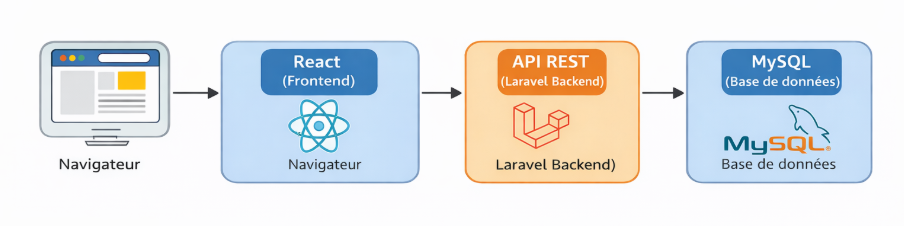 Navigateur
React
(Frontend)
Navigateur
API REST
(Laravel Backend)
Laravel Backend)
MySQL
(Base de données)
MySQL®
Base de données